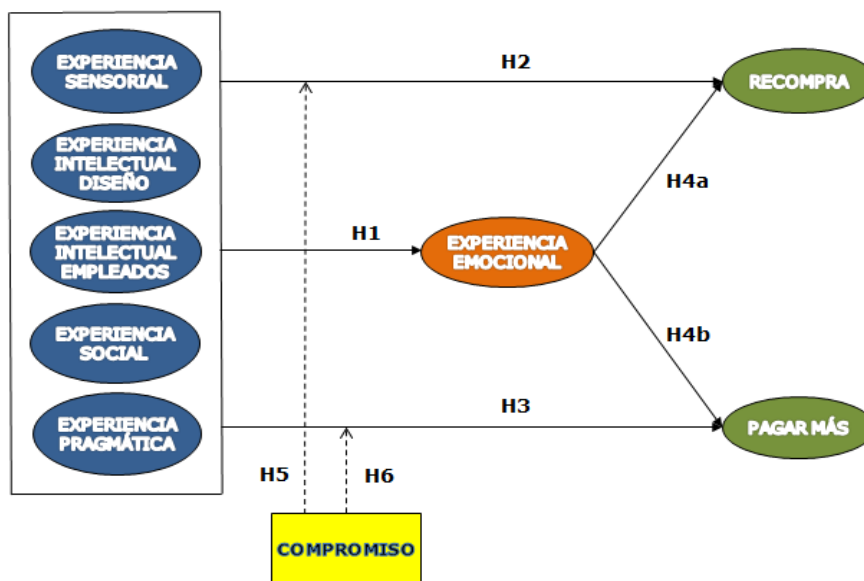 EXPERIENCIA
SENSORIAL
H2
RECOMPRA
EXPERIENCIA
INTELECTUAL
DISEÑO
H4a
EXPERIENCIA
INTELECTUAL
EMPLEADOS
H1
EXPERIENCIA
EMOCIONAL
EXPERIENCIA
SOCIAL
H4b
EXPERIENCIA
PRAGMÁTICA
H3
PAGAR MÁS
H5
H6
COMPROMISO